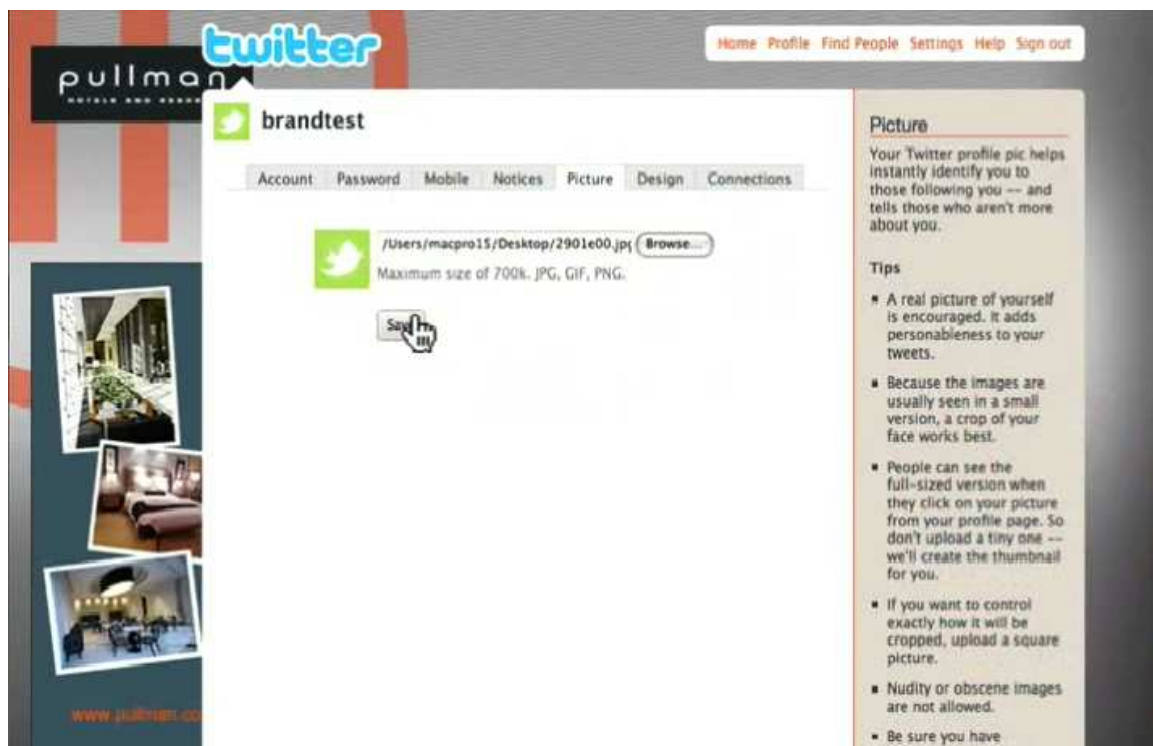 twitter
Home Profile Find People Settings Help Sign out
pullman
HOTELS AND
brandtest
Account Password Mobile Notices Picture Design Connections
/Users/macpro15/Desktop/2901e00.jpg Browse...
Maximum size of 700k. JPG, GIF, PNG.
Picture
Your Twitter profile pic helps
instantly identify you to
those following you -- and
tells those who aren't more
about you.
Tips
A real picture of yourself
is encouraged. It adds
personableness to your
tweets.
Because the images are
usually seen in a small
version, a crop of your
face works best.
People can see the
full-sized version when
they click on your picture
from your profile page. So
don't upload a tiny one --
we'll create the thumbnail
for you.
If you want to control
exactly how it will be
cropped, upload a square
picture.
Nudity or obscene images
are not allowed.
Be sure you have
www.pullman.co